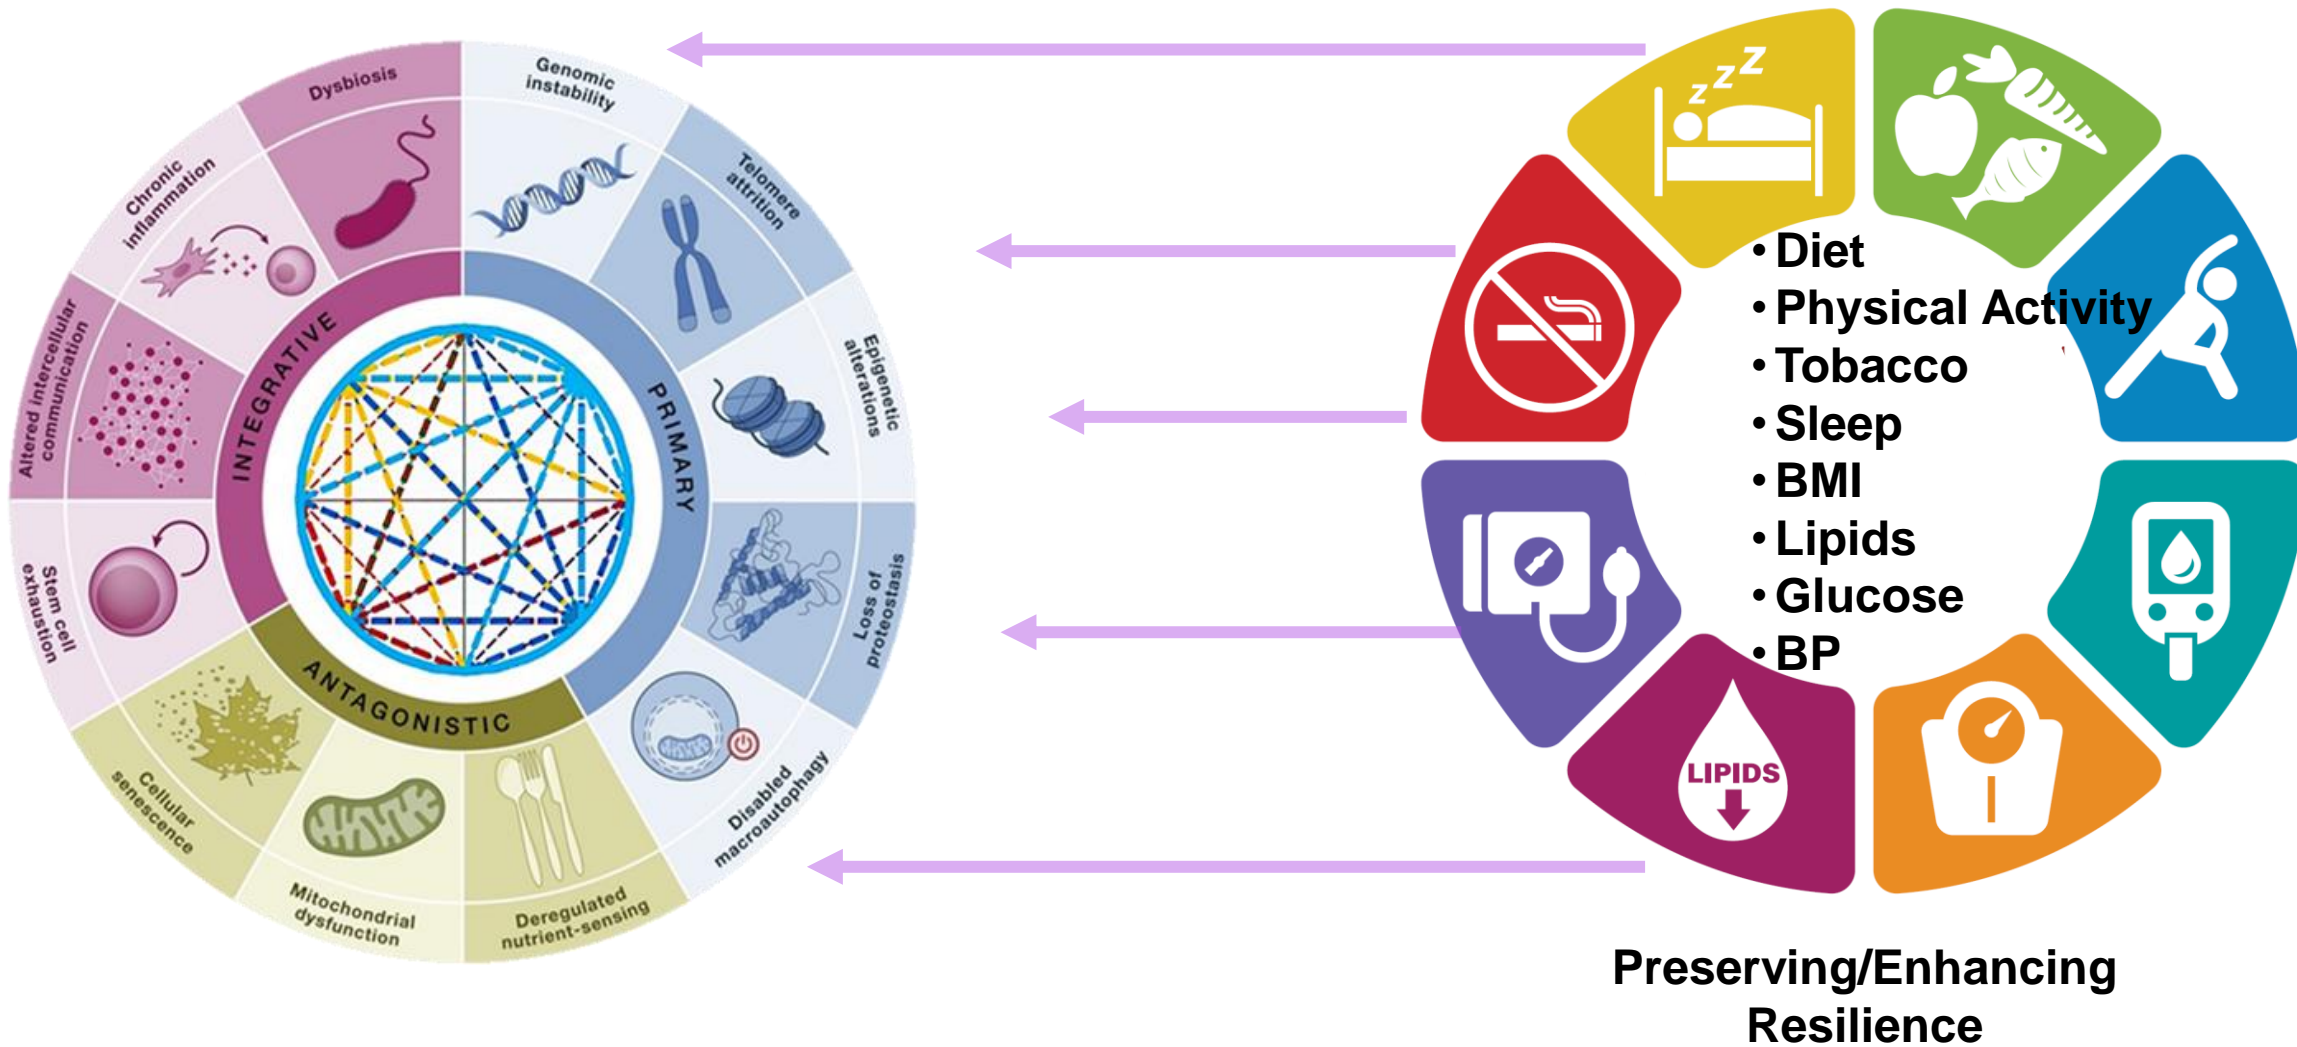 Dysbiosis
Genomic
instability
Telomere
attrition
Epigenetic
alterations
Loss of
proteostasis
Disabled
macroautophagy
Deregulated
nutrient-sensing
Mitochondrial
dysfunction
Cellular
senescence
Stem cell
exhaustion
Altered intercellular
communication
Chronic
inflammation
INTEGRATIVE
PRIMARY
ANTAGONISTIC
z z z
• Diet
• Physical Activity
• Tobacco
• Sleep
• BMI
• Lipids
• Glucose
• BP
LIPIDS
Preserving/Enhancing
Resilience